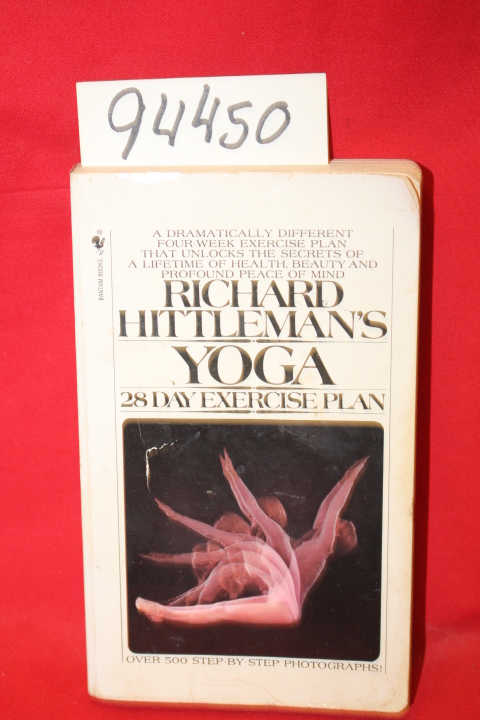 94450
BANTAM BOOKS
A DRAMATICALLY DIFFERENT
FOUR-WEEK EXERCISE PLAN
THAT UNLOCKS THE SECRETS OF
A LIFETIME OF HEALTH, BEAUTY AND
PROFOUND PEACE OF MIND
RICHARD
HITTLEMAN'S
YOGA
28 DAY EXERCISE PLAN
OVER 500 STEP-BY-STEP PHOTOGRAPHS!